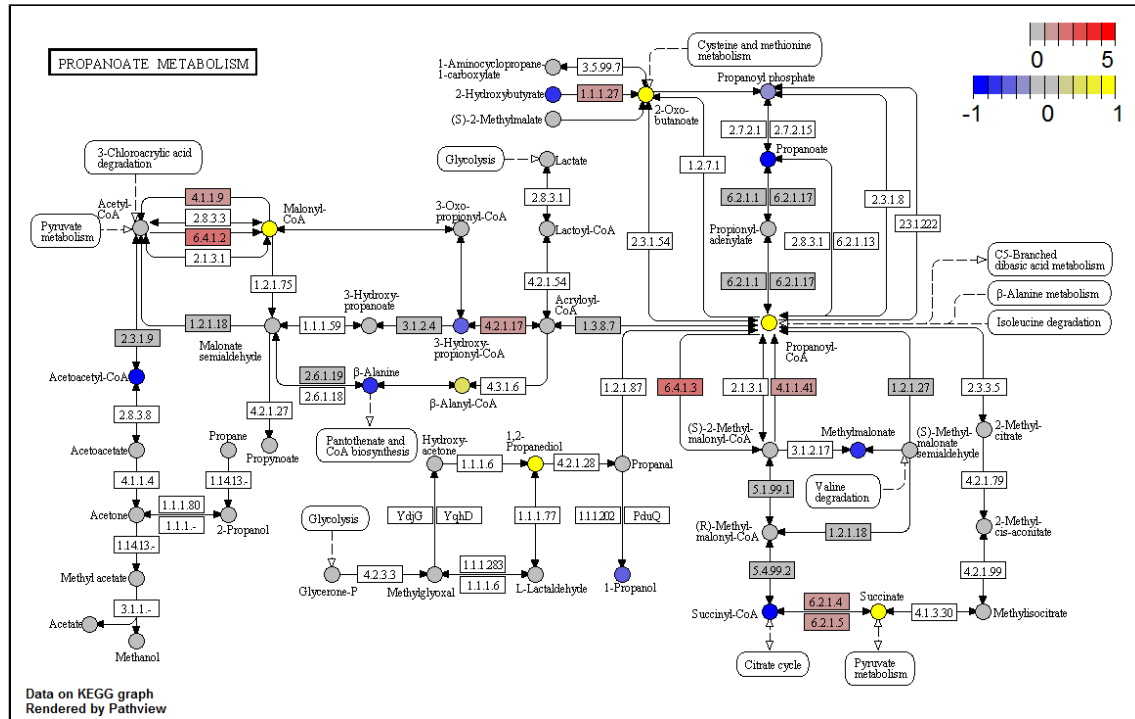 PROPANOATE METABOLISM
0 5
-1 0 1
Cysteine and methionine
metabolism
1-Aminocyclopropane
1-carboxylate
3.5.99.7
Propanoyl phosphate
2-Hydroxybutyrate
1.1.1.27
2-Oxo-
butanoate
(S)-2-Methylmalate
2.7.2.1
2.7.2.15
3-Chloroacrylic acid
degradation
Glycolysis
Lactate
1.2.7.1
Propanoate
4.1.1.9
2.8.3.1
6.2.1.1
6.2.1.17
2.3.1.8
Acetyl-
CoA
2.8.3.3
Malonyl-
CoA
3-Oxo-
propionyl-CoA
Pyruvate
metabolism
6.4.1.2
Lactoyl-CoA
2.3.1.54
Propionyl-
adenylate
2.8.3.1
6.2.1.13
2.3.1.222
2.1.3.1
C5-Branched
dibasic acid metabolism
1.2.1.75
4.2.1.54
6.2.1.1
6.2.1.17
β-Alanine metabolism
3-Hydroxy-
propanoate
Acryloyl-
CoA
Isoleucine degradation
1.2.1.18
1.1.1.59
3.1.2.4
4.2.1.17
1.3.8.7
2.3.1.9
Malonate
semialdehyde
3-Hydroxy-
propionyl-CoA
Propanoyl-
CoA
Acetoacetyl-CoA
2.6.1.19
2.6.1.18
β-Alanine
β-Alanyl-CoA
4.3.1.6
1.2.1.87
6.4.1.3
2.1.3.1
4.1.1.41
1.2.1.27
2.3.3.5
2.8.3.8
4.2.1.27
Acetoacetate
Propane
Propynoate
Pantothenate and
CoA biosynthesis
Hydroxy-
acetone
1,2-
Propanediol
(S)-2-Methyl-
malonyl-CoA
Methylmalonate
(S)-Methyl-
malonate
semialdehyde
2-Methyl-
citrate
4.1.1.4
1.14.13.-
1.1.1.6
4.2.1.28
Propanal
3.1.2.17
Acetone
1.1.1.80
1.1.1.-
2-Propanol
Glycolysis
YdjG
YqhD
1.1.1.77
1.1.1.202
PduQ
5.1.99.1
Valine
degradation
4.2.1.79
1.14.13.-
(R)-Methyl-
malonyl-CoA
1.2.1.18
2-Methyl-
cis-aconitate
Methyl acetate
Glycerone-P
4.2.3.3
Methylglyoxal
1.1.1.283
1.1.1.6
L-Lactaldehyde
1-Propanol
5.4.99.2
4.2.1.99
3.1.1.-
Acetate
Methanol
Succinyl-CoA
6.2.1.4
6.2.1.5
Succinate
4.1.3.30
Methylisocitrate
Citrate cycle
Pyruvate
metabolism
Data on KEGG graph
Rendered by Pathview